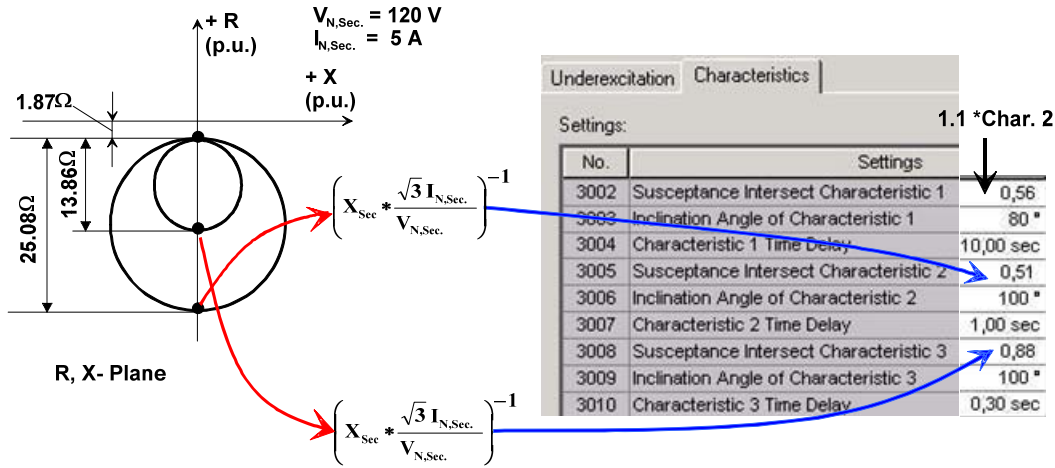 + R
(p.u.)
V_N,Sec. = 120 V
I_N,Sec. = 5 A
+ X
(p.u.)
1.87Ω
13.86Ω
25.08Ω
R, X- Plane
(X_Sec * √3 I_N,Sec. / V_N,Sec.)^-1
(X_Sec * √3 I_N,Sec. / V_N,Sec.)^-1
Underexcitation Characteristics
Settings:
1.1 *Char. 2
No. Settings
3002 Susceptance Intersect Characteristic 1 0,56
3003 Inclination Angle of Characteristic 1 80 °
3004 Characteristic 1 Time Delay 10,00 sec
3005 Susceptance Intersect Characteristic 2 0,51
3006 Inclination Angle of Characteristic 2 100 °
3007 Characteristic 2 Time Delay 1,00 sec
3008 Susceptance Intersect Characteristic 3 0,88
3009 Inclination Angle of Characteristic 3 100 °
3010 Characteristic 3 Time Delay 0,30 sec